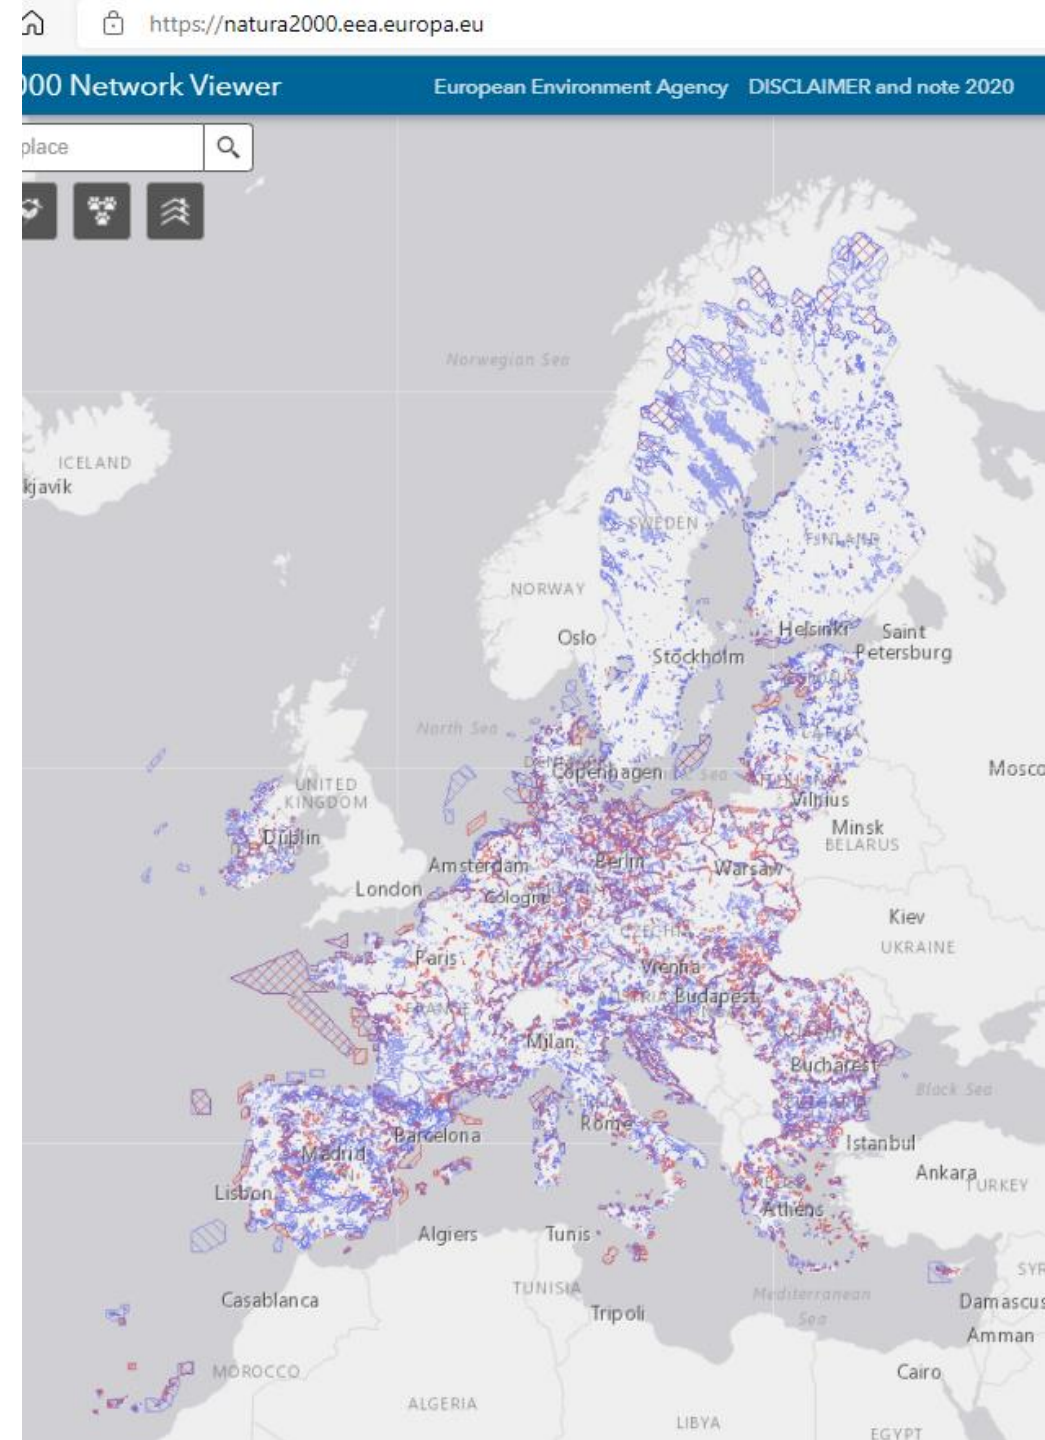 https://natura2000.eea.europa.eu
000 Network Viewer European Environment Agency DISCLAIMER and note 2020
place
Norwegian Sea
ICELAND
kjavik
SWEDEN
FINLAND
NORWAY
Helsinki
Oslo
Saint
Petersburg
Stockholm
North Sea
Copenhagen
Sea
Mosco
UNITED
KINGDOM
Vilnius
Minsk
Dublin
BELARUS
Amsterdam
Berlin
Warsaw
London
Cologne
Kiev
UKRAINE
Paris
Vienna
Budapest
FRANCE
Milan
Bucharest
Black Sea
Rome
Barcelona
Istanbul
Madrid
Ankara
TURKEY
Lisbon
Athens
Algiers
Tunis
SYR
TUNISIA
Mediterranean
Sea
Casablanca
Damascus
Tripoli
Amman
MOROCCO
Cairo
ALGERIA
LIBYA
EGYPT